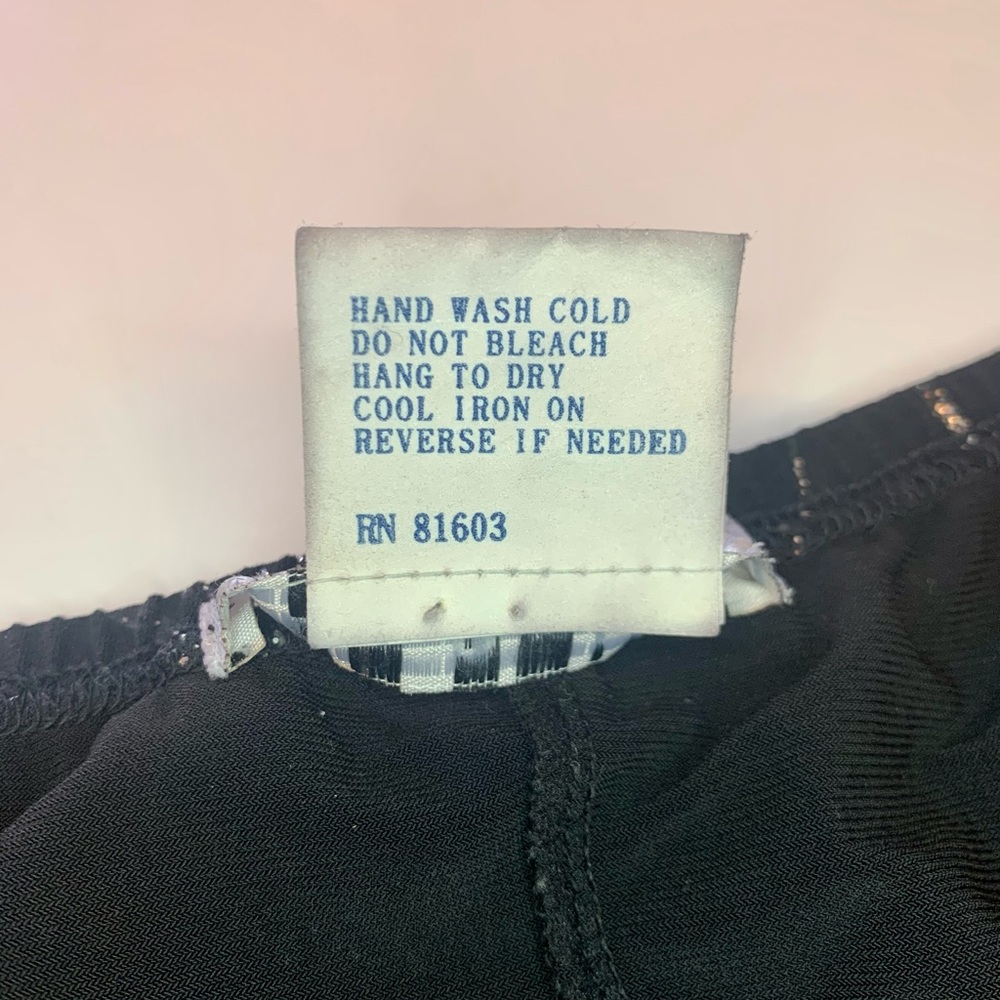 HAND WASH COLD
DO NOT BLEACH
HANG TO DRY
COOL IRON ON
REVERSE IF NEEDED
RN 81603